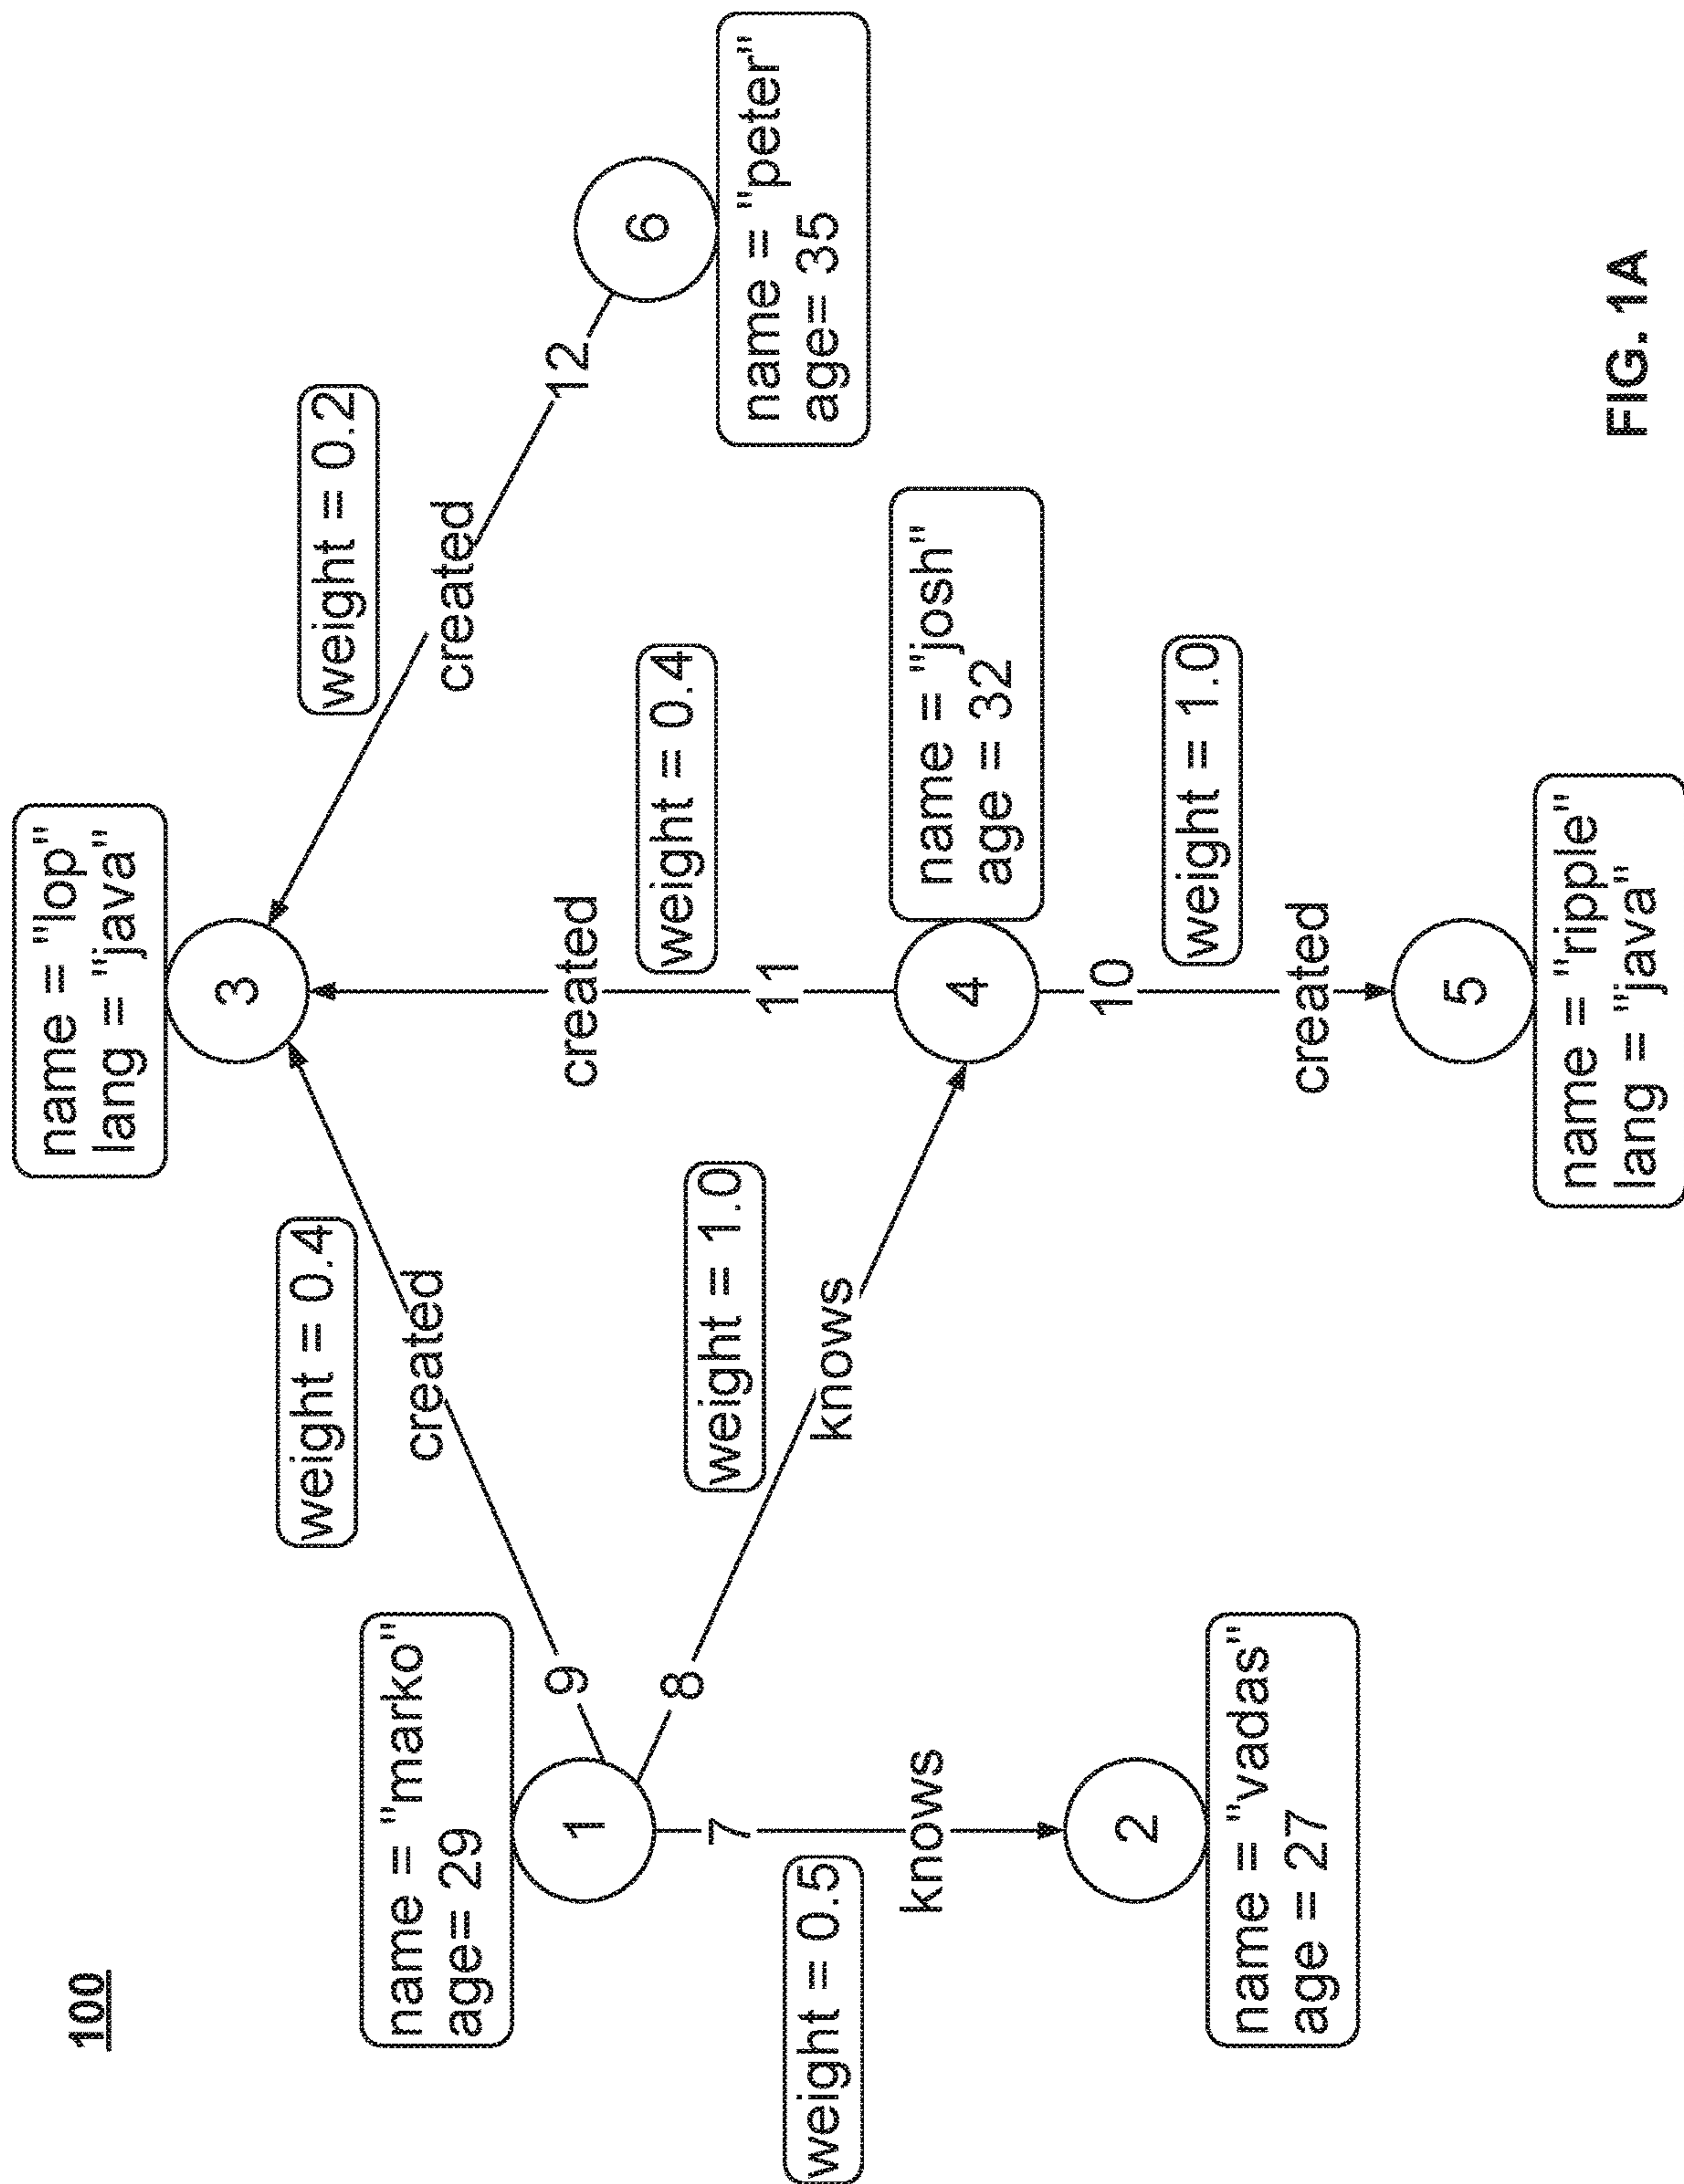 100
name = "marko"
age= 29
9
8
7
weight = 0.5
knows
2
name = "vadas"
age = 27
1
weight = 0.4
created
weight = 1.0
knows
name = "lop"
lang = "java"
3
created
11
weight = 0.4
4
name = "josh"
age = 32
10
weight = 1.0
created
5
name = "ripple"
lang = "java"
weight = 0.2
created
12
6
name = "peter"
age= 35
FIG. 1A